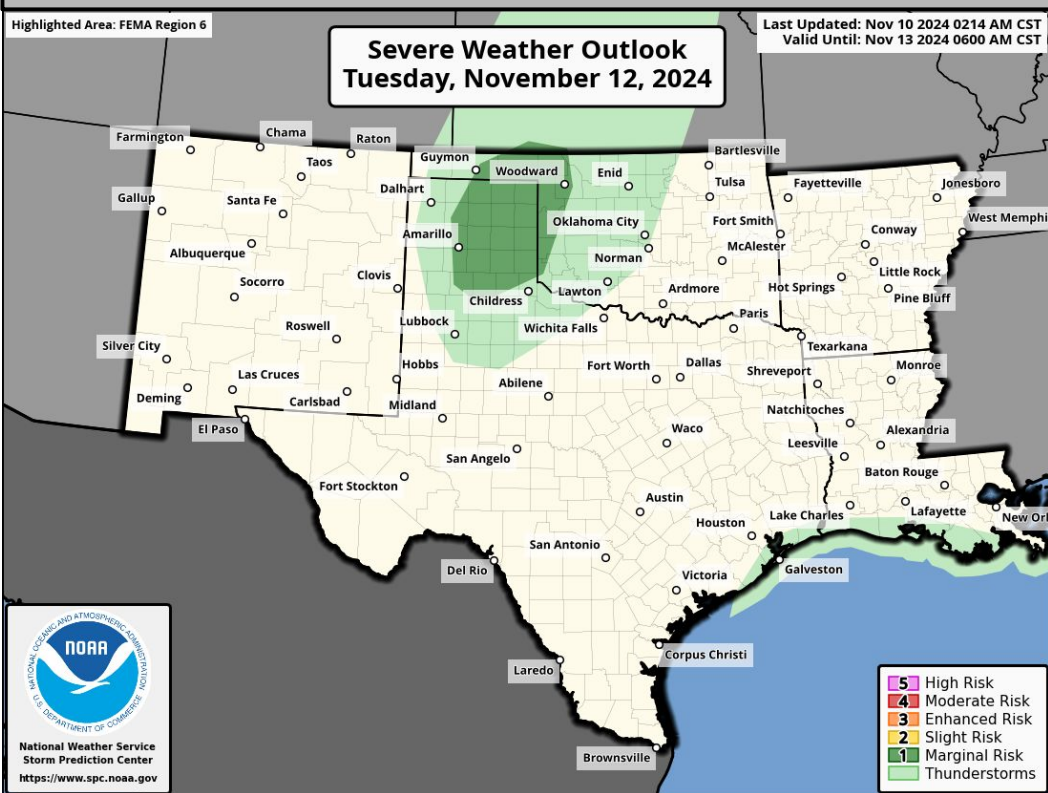 Highlighted Area: FEMA Region 6
Last Updated: Nov 10 2024 0214 AM CST
Valid Until: Nov 13 2024 0600 AM CST
Severe Weather Outlook
Tuesday, November 12, 2024
Farmington
Chama
Raton
Taos
Guymon
Woodward
Enid
Bartlesville
Dalhart
Tulsa
Fayetteville
Jonesboro
Gallup
Santa Fe
Amarillo
Oklahoma City
Fort Smith
Conway
West Memphi
Albuquerque
Norman
McAlester
Little Rock
Socorro
Clovis
Childress
Lawton
Ardmore
Hot Springs
Pine Bluff
Roswell
Lubbock
Wichita Falls
Paris
Texarkana
Silver City
Las Cruces
Hobbs
Fort Worth
Dallas
Shreveport
Monroe
Deming
Carlsbad
Midland
Abilene
Natchitoches
El Paso
Waco
Leesville
Alexandria
San Angelo
Fort Stockton
Baton Rouge
Austin
Houston
Lake Charles
Lafayette
New Orl
San Antonio
Del Rio
Galveston
Victoria
Laredo
Corpus Christi
Brownsville
NATIONAL OCEANIC AND ATMOSPHERIC ADMINISTRATION
NOAA
U.S. DEPARTMENT OF COMMERCE
National Weather Service
Storm Prediction Center
https://www.spc.noaa.gov
5 High Risk
4 Moderate Risk
3 Enhanced Risk
2 Slight Risk
1 Marginal Risk
Thunderstorms